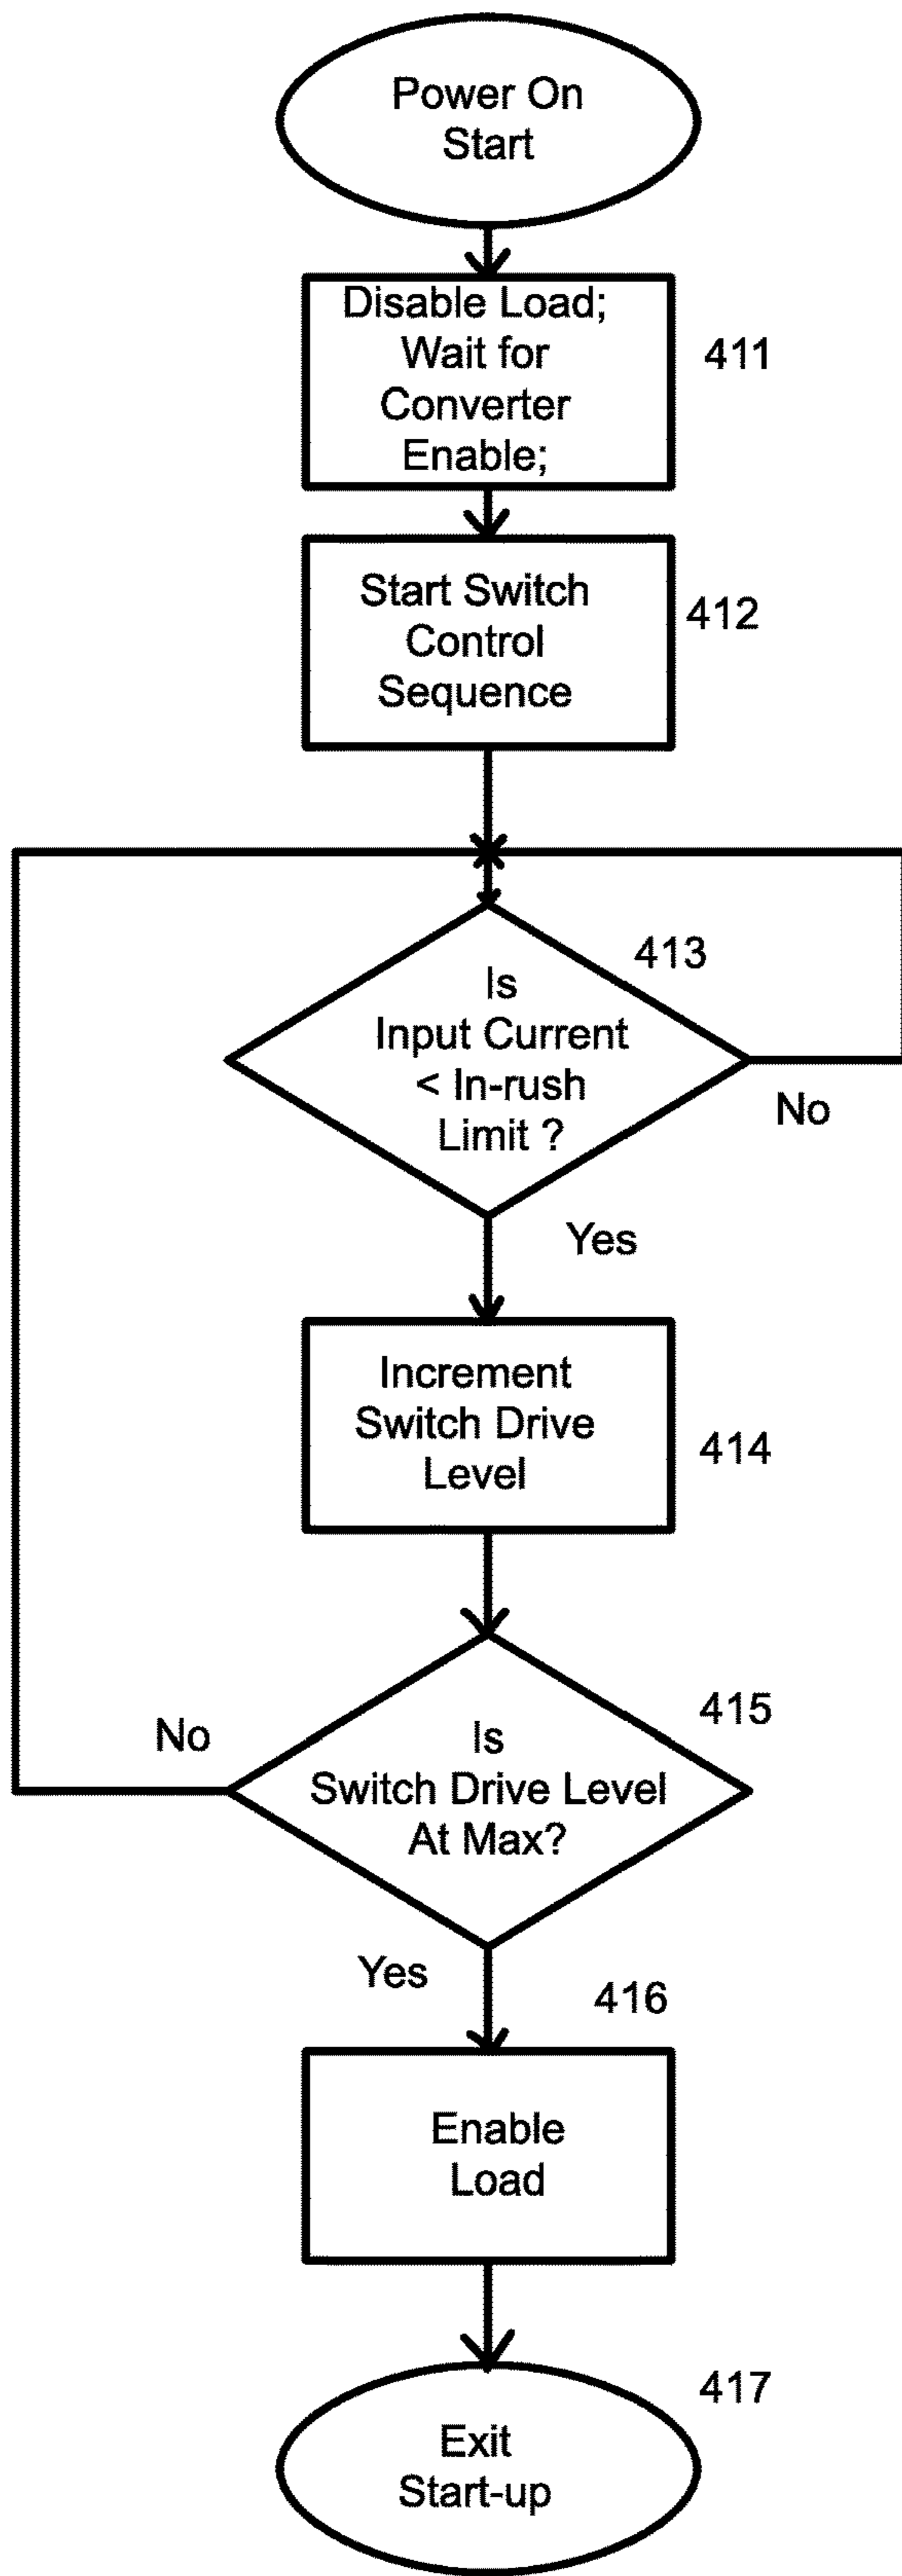 Power On
Start
Disable Load;
Wait for
Converter
Enable;
411
Start Switch
Control
Sequence
412
413
Is
Input Current
< In-rush
Limit ?
No
Yes
Increment
Switch Drive
Level
414
415
No
Is
Switch Drive Level
At Max?
Yes
416
Enable
Load
417
Exit
Start-up